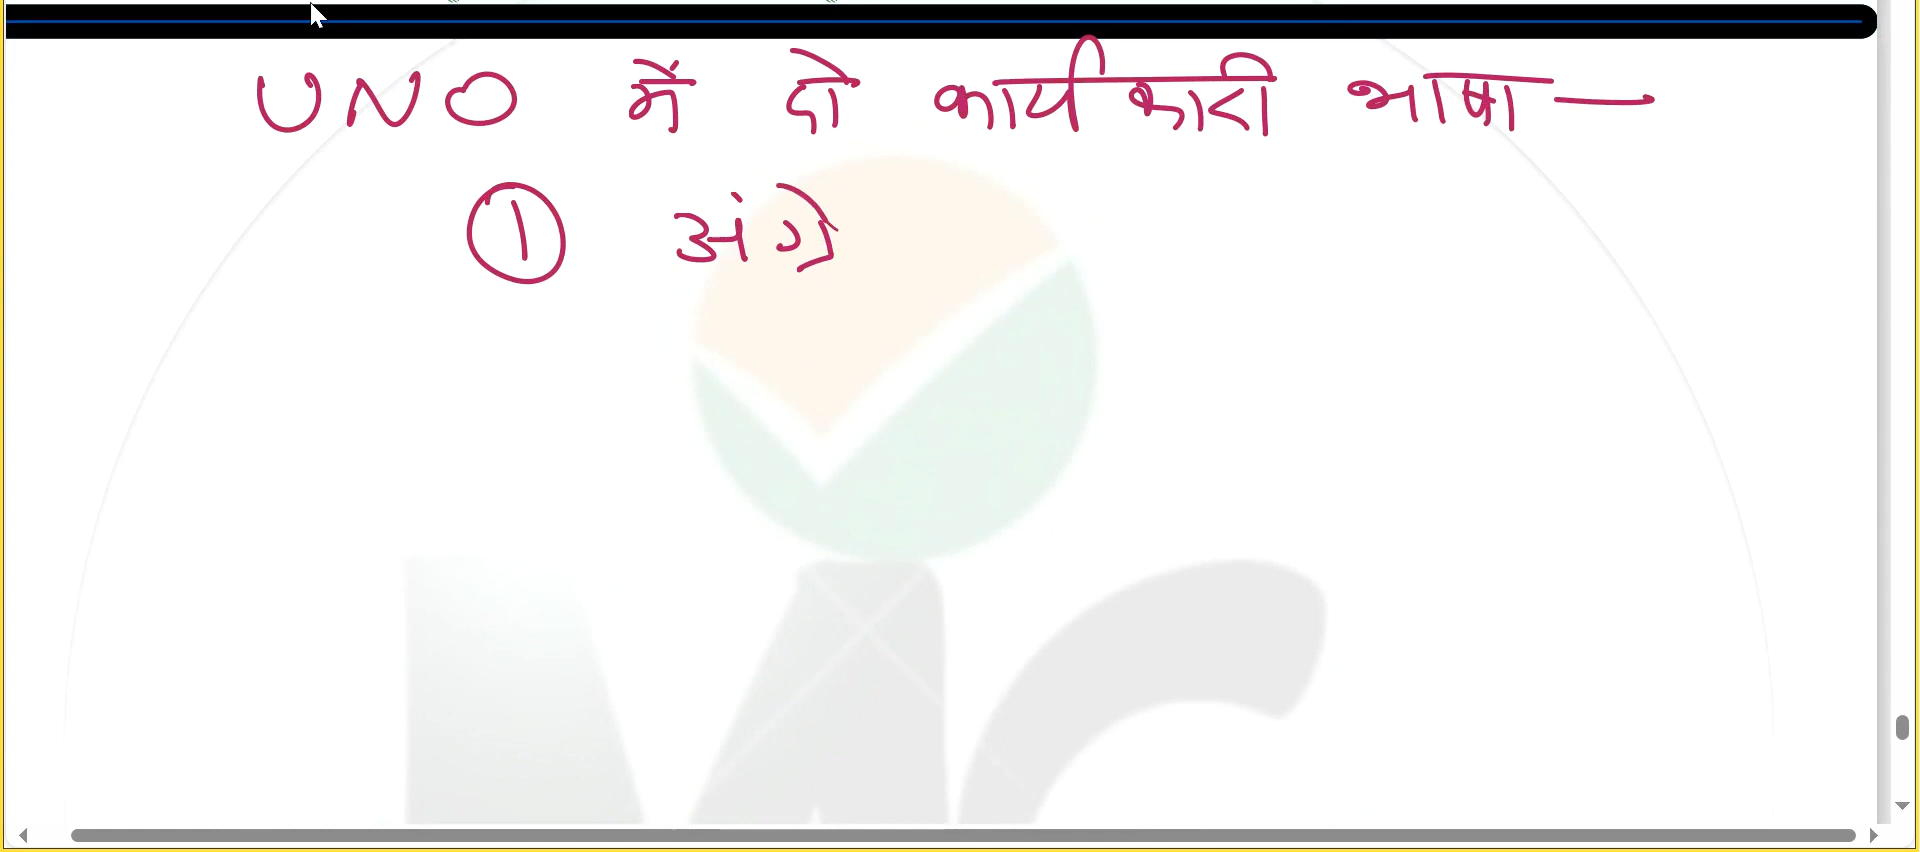 UNO में दो कार्यकारी भाषा —
① अंग्रे